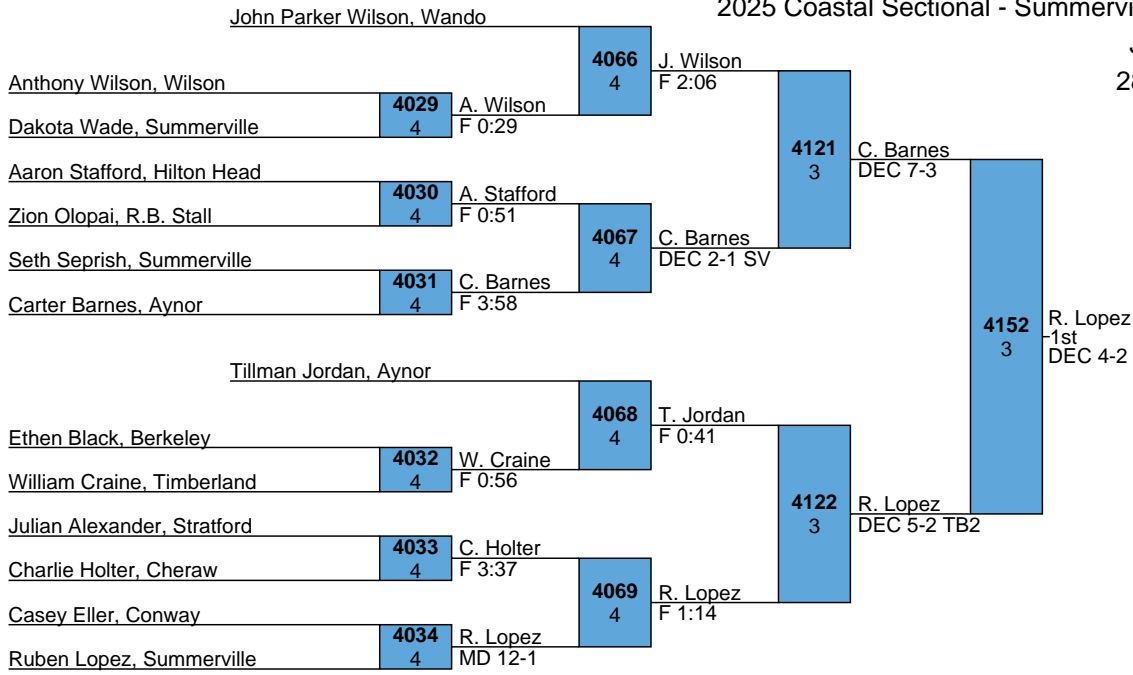 2025 Coastal Sectional - Summervi
J
28
John Parker Wilson, Wando
4066
4
J. Wilson
F 2:06
Anthony Wilson, Wilson
4029
4
A. Wilson
F 0:29
Dakota Wade, Summerville
4121
3
C. Barnes
DEC 7-3
Aaron Stafford, Hilton Head
4030
4
A. Stafford
F 0:51
Zion Olopai, R.B. Stall
4067
4
C. Barnes
DEC 2-1 SV
Seth Seprish, Summerville
4031
4
C. Barnes
F 3:58
Carter Barnes, Aynor
4152
3
R. Lopez
1st
DEC 4-2
Tillman Jordan, Aynor
4068
4
T. Jordan
F 0:41
Ethen Black, Berkeley
4032
4
W. Craine
F 0:56
William Craine, Timberland
4122
3
R. Lopez
DEC 5-2 TB2
Julian Alexander, Stratford
4033
4
C. Holter
F 3:37
Charlie Holter, Cheraw
4069
4
R. Lopez
F 1:14
Casey Eller, Conway
4034
4
R. Lopez
MD 12-1
Ruben Lopez, Summerville